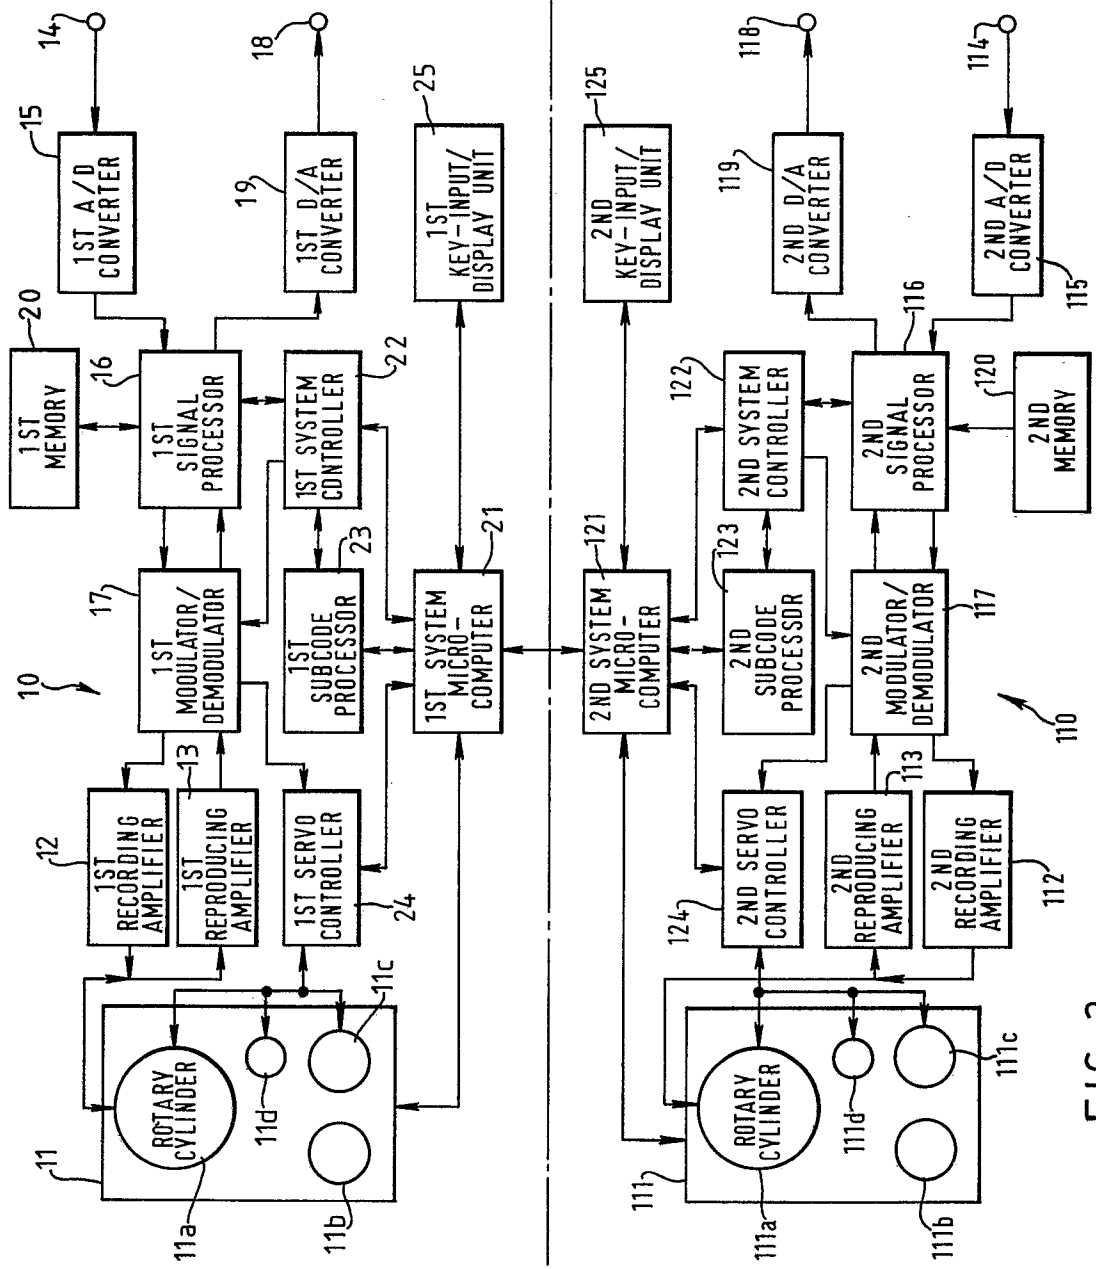 14
15
1ST A/D
CONVERTER
18
19
1ST D/A
CONVERTER
20
1ST
MEMORY
16
1ST
SIGNAL
PROCESSOR
22
1ST SYSTEM
CONTROLLER
25
1ST
KEY-INPUT/
DISPLAY UNIT
10
17
1ST
MODULATOR/
DEMODULATOR
23
1ST
SUBCODE
PROCESSOR
21
1ST SYSTEM
MICRO-
COMPUTER
12
1ST
RECORDING
AMPLIFIER
13
1ST
REPRODUCING
AMPLIFIER
24
1ST SERVO
CONTROLLER
11
ROTARY
CYLINDER
11a
11b
11c
11d
125
2ND
KEY-INPUT/
DISPLAY UNIT
118
119
2ND D/A
CONVERTER
114
115
2ND A/D
CONVERTER
121
2ND SYSTEM
MICRO-
COMPUTER
122
2ND SYSTEM
CONTROLLER
116
2ND
SIGNAL
PROCESSOR
120
2ND
MEMORY
123
2ND
SUBCODE
PROCESSDR
117
2ND
MODULATOR/
DEMODULATOR
110
124
2ND SERVO
CONTROLLER
113
2ND
REPRODUCING
AMPLIFIER
112
2ND
RECORDING
AMPLIFIER
111
ROTARY
CYLINDER
111a
111b
111c
111d